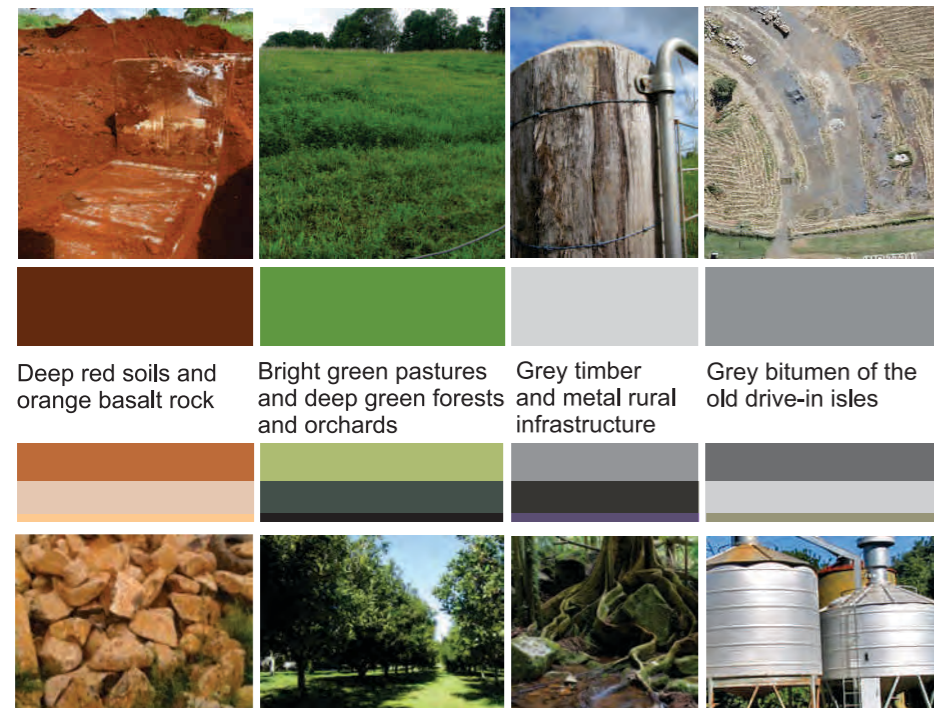 Deep red soils and
orange basalt rock
Bright green pastures
and deep green forests
and orchards
Grey timber
and metal rural
infrastructure
Grey bitumen of the
old drive-in isles